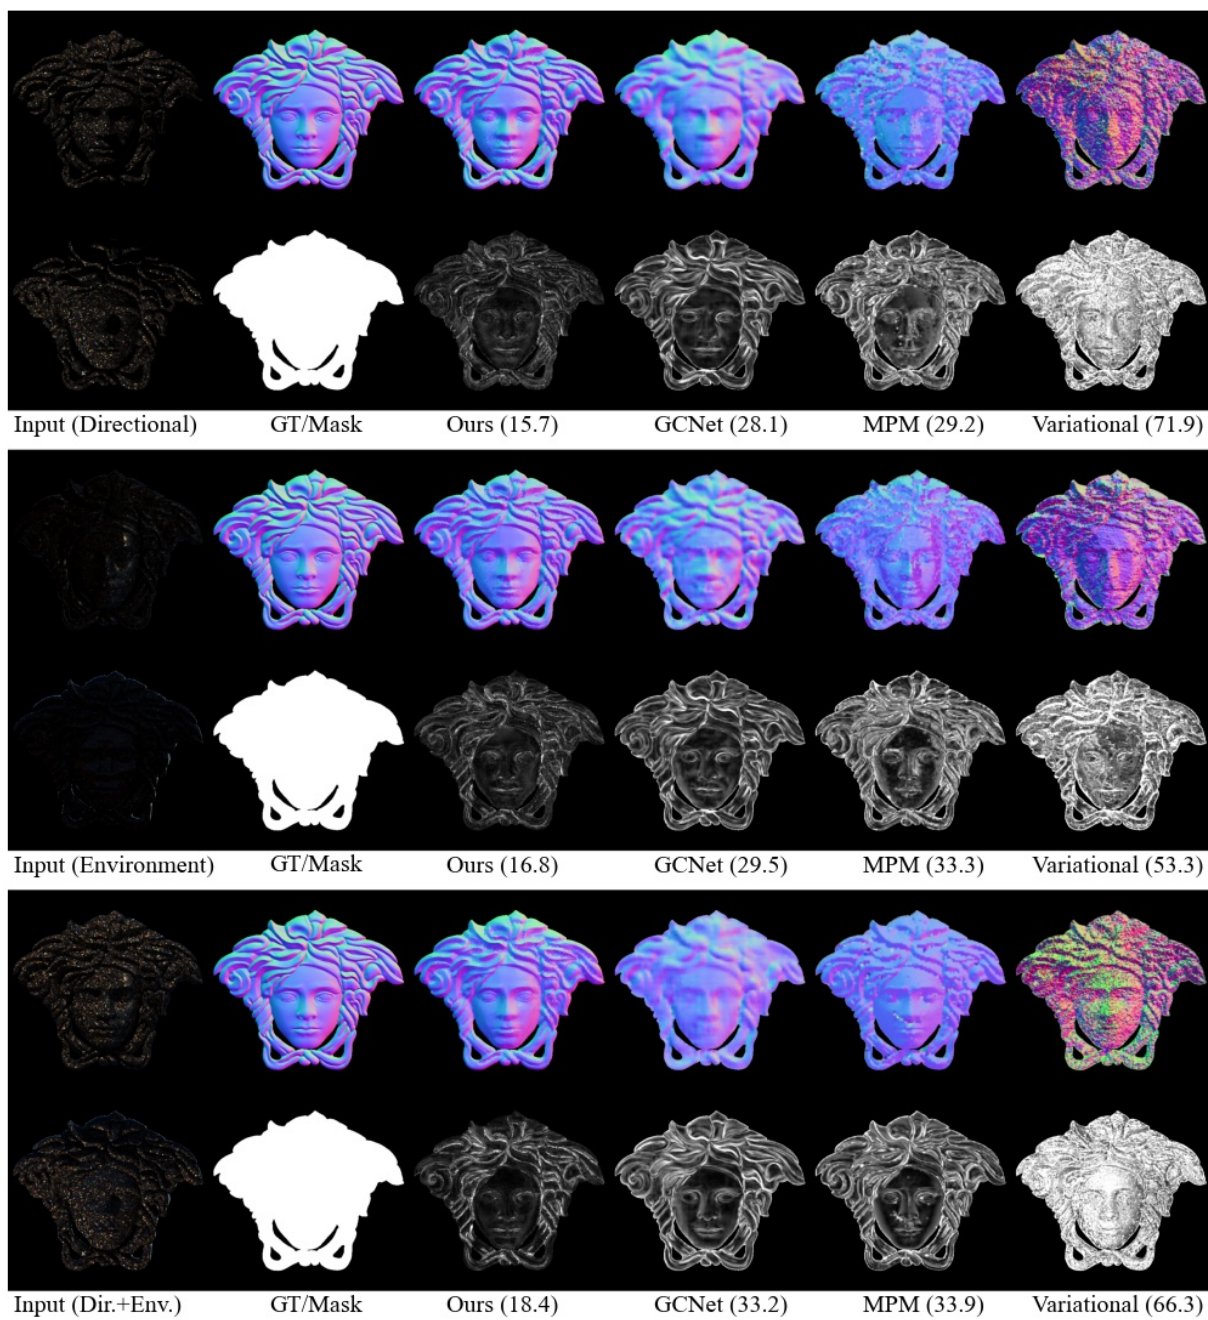 Input (Directional) GT/Mask Ours (15.7) GCNet (28.1) MPM (29.2) Variational (71.9)
Input (Environment) GT/Mask Ours (16.8) GCNet (29.5) MPM (33.3) Variational (53.3)
Input (Dir.+Env.) GT/Mask Ours (18.4) GCNet (33.2) MPM (33.9) Variational (66.3)